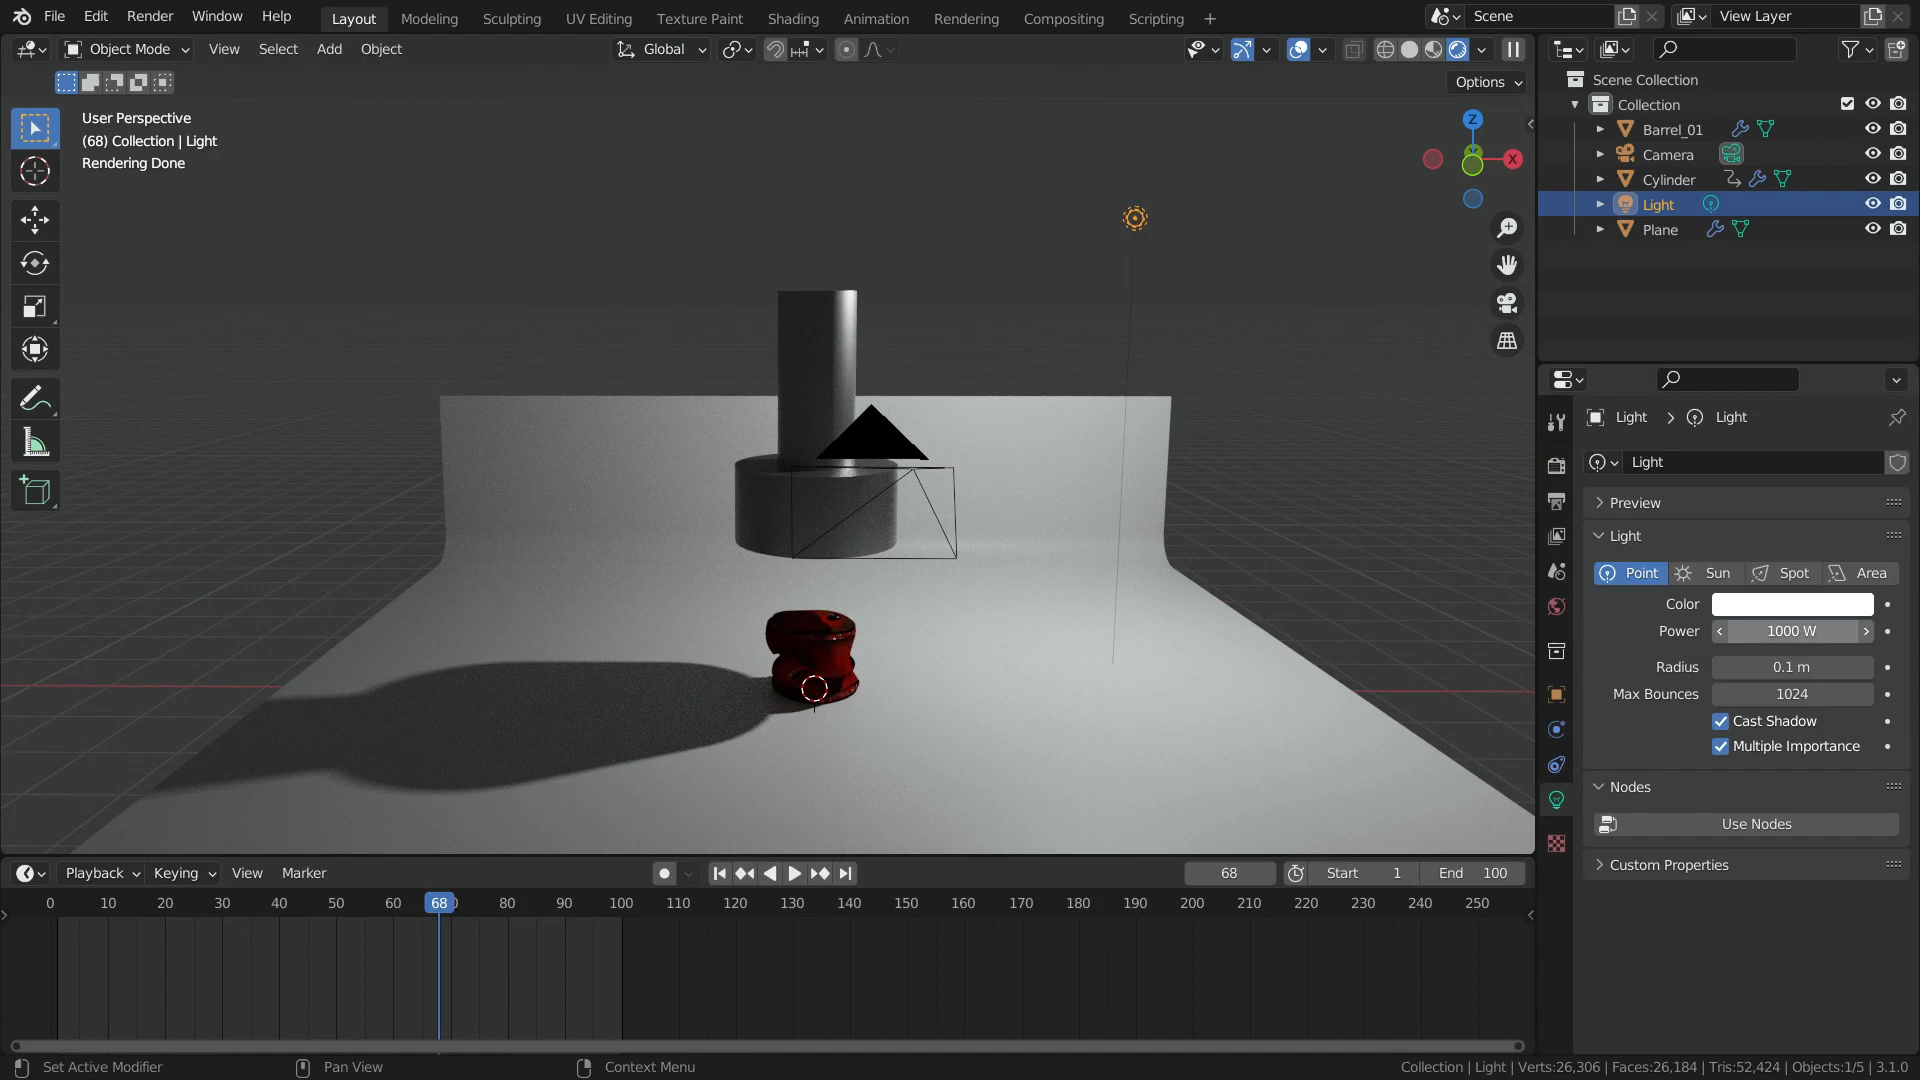 File Edit Render Window Help Layout Modeling Sculpting UV Editing Texture Paint Shading Animation Rendering Compositing Scripting Scene View Layer
Object Mode View Select Add Object Global
Options
User Perspective
(68) Collection | Light
Rendering Done
Z
X
Scene Collection
Collection
Barrel_01
Camera
Cylinder
Light
Plane
Light Light
Light
Preview
Light
Point Sun Spot Area
Color
Power 1000 W
Radius 0.1 m
Max Bounces 1024
Cast Shadow
Multiple Importance
Nodes
Use Nodes
Custom Properties
Playback Keying View Marker 68 Start 1 End 100
0 10 20 30 40 50 60 68 80 90 100 110 120 130 140 150 160 170 180 190 200 210 220 230 240 250
Set Active Modifier Pan View Context Menu Collection | Light | Verts:26,306 | Faces:26,184 | Tris:52,424 | Objects:1/5 | 3.1.0